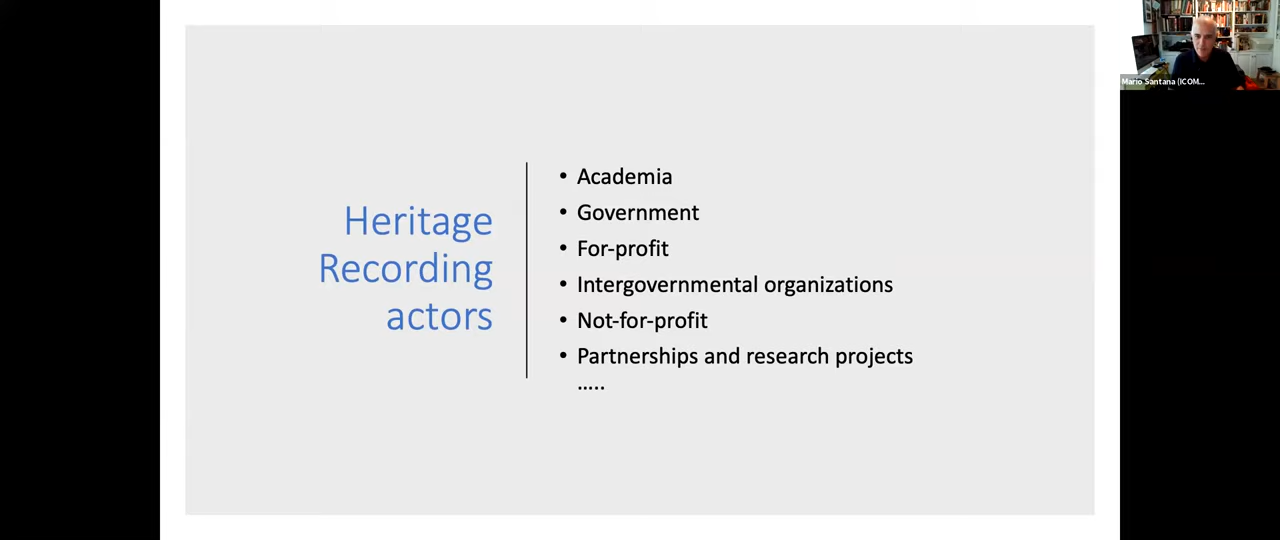 Heritage
Recording
actors
• Academia
• Government
• For-profit
• Intergovernmental organizations
• Not-for-profit
• Partnerships and research projects
.....
Mario Santana (ICOM...